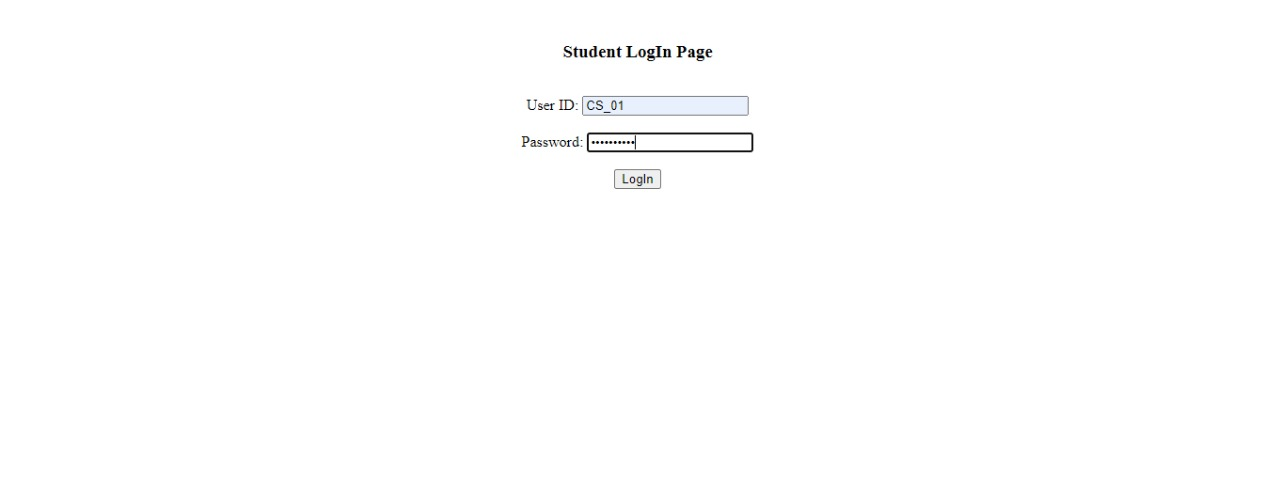 Student LogIn Page
User ID: CS_01
Password: ••••••••••
LogIn